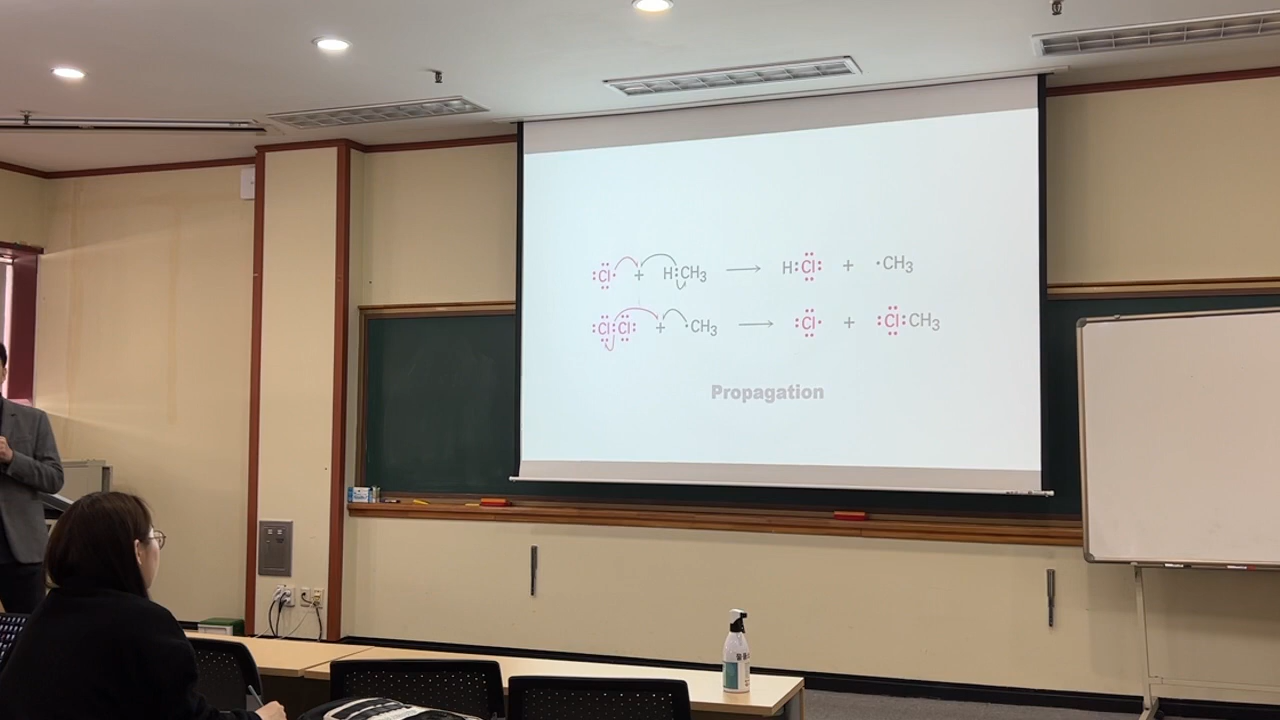 :Cl· + H:CH₃ ⟶ H:Cl: + ·CH₃
:Cl:Cl: + ·CH₃ ⟶ :Cl· + :Cl:CH₃
Propagation